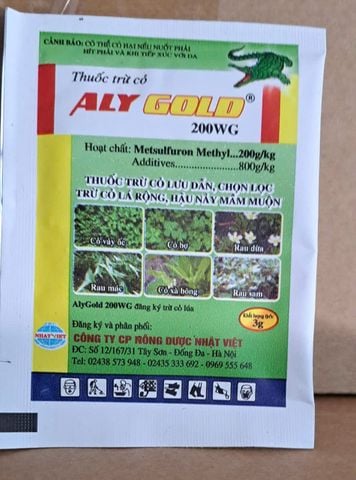 CẢNH BÁO: CÓ THỂ CÓ HẠI NẾU NUỐT PHẢI
HÍT PHẢI VÀ KHI TIẾP XÚC VỚI DA
Thuốc trừ cỏ
ALY GOLD®
200WG
Hoạt chất: Metsulfuron Methyl...200g/kg
Additives......................800g/kg
THUỐC TRỪ CỎ LƯU DẪN, CHỌN LỌC
TRỪ CỎ LÁ RỘNG, HẬU NẢY MẦM MUỘN
Cỏ vảy ốc
Cỏ bợ
Rau dừa
Rau mác
Cỏ xà bông
Rau sam
AlyGold 200WG đăng ký trừ cỏ lúa
Khối lượng tịnh:
3g
Đăng ký và phân phối:
NHAT VIET
CÔNG TY CP NÔNG DƯỢC NHẬT VIỆT
ĐC: Số 12/167/31 Tây Sơn - Đống Đa - Hà Nội
Tel: 02438 573 948 - 02435 333 692 - 0969 555 648